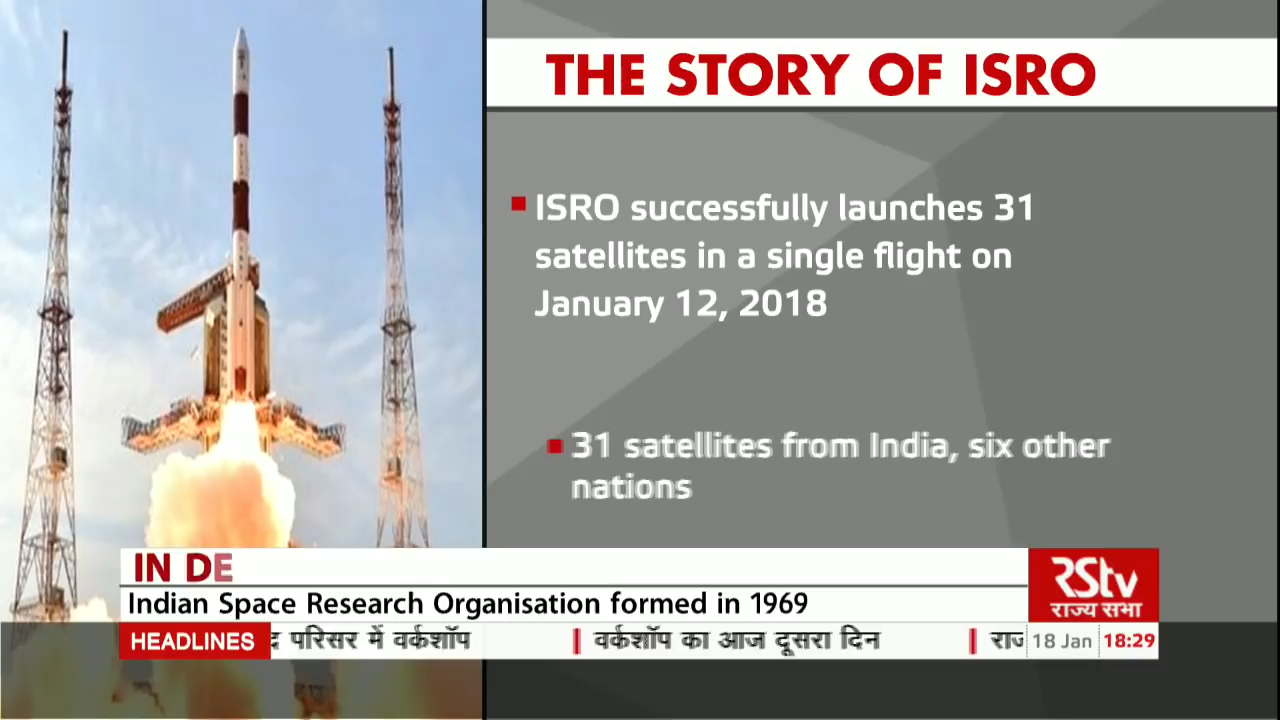 THE STORY OF ISRO
ISRO successfully launches 31
satellites in a single flight on
January 12, 2018
31 satellites from India, six other
nations
IN DE
Indian Space Research Organisation formed in 1969
RStv
राज्य सभा
HEADLINES
परिसर में वर्कशॉप | वर्कशॉप का आज दूसरा दिन |
18 Jan 18:29